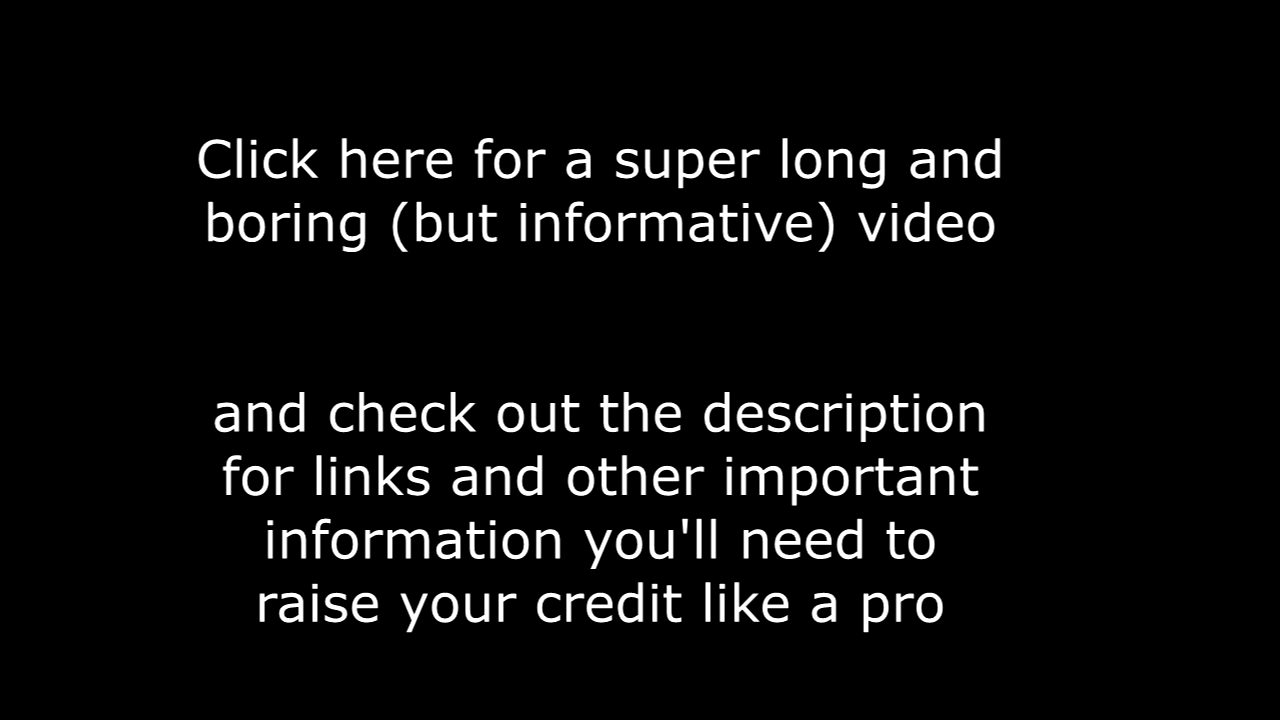 Click here for a super long and
boring (but informative) video
and check out the description
for links and other important
information you'll need to
raise your credit like a pro